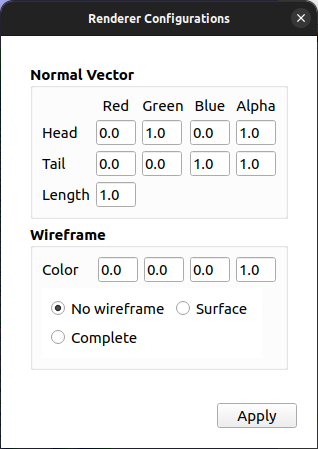 Renderer Configurations
Normal Vector
Red Green Blue Alpha
Head 0.0 1.0 0.0 1.0
Tail 0.0 0.0 1.0 1.0
Length 1.0
Wireframe
Color 0.0 0.0 0.0 1.0
No wireframe Surface
Complete
Apply